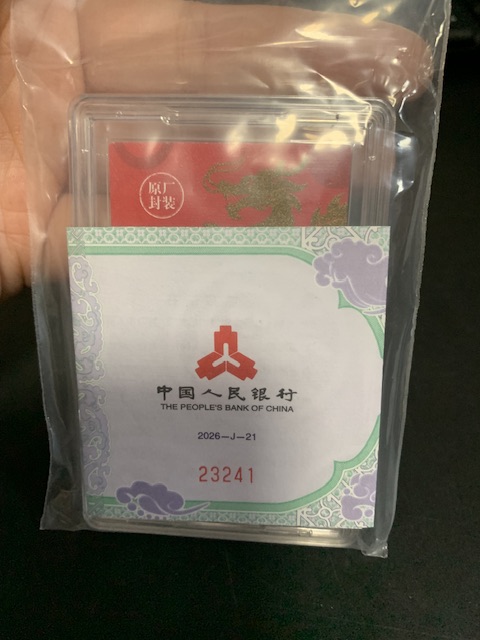 原厂
封装
中国人民银行
THE PEOPLE'S BANK OF CHINA
2026-J-21
23241